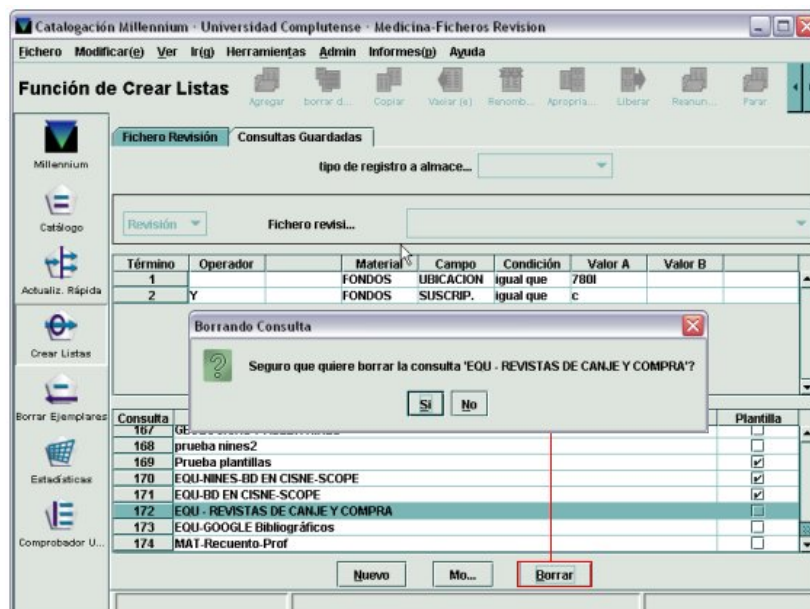 Catalogación Millennium · Universidad Complutense · Medicina-Ficheros Revision
Fichero Modificar(e) Ver Ir(g) Herramientas Admin Informes(p) Ayuda
Función de Crear Listas
Agregar borrar d... Copiar Vaciar (e) Renomb... Apropria... Liberar Reanun... Parar
Millennium
Catálogo
Actualiz. Rápida
Crear Listas
Borrar Ejemplares
Estadísticas
Comprobador U...
Fichero Revisión Consultas Guardadas
tipo de registro a almace...
Revisión Fichero revisi...
Término Operador Material Campo Condición Valor A Valor B
1 FONDOS UBICACION igual que 780l
2 Y FONDOS SUSCRIP. igual que c
Borrando Consulta
Seguro que quiere borrar la consulta 'EQU - REVISTAS DE CANJE Y COMPRA'?
Sí No
Consulta Plantilla
167
168 prueba nines2
169 Prueba plantillas
170 EQU-NINES-BD EN CISNE-SCOPE
171 EQU-BD EN CISNE-SCOPE
172 EQU - REVISTAS DE CANJE Y COMPRA
173 EQU-GOOGLE Bibliográficos
174 MAT-Recuento-Prof
Nuevo Mo... Borrar